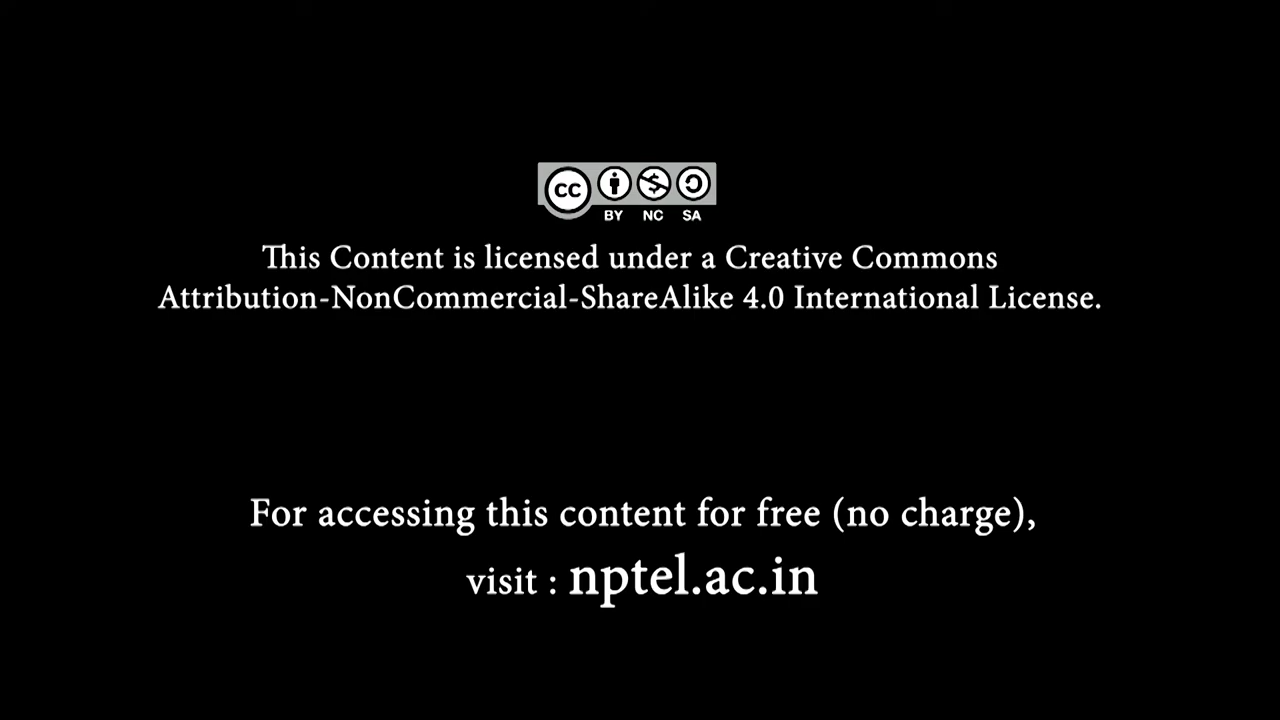 cc
BY NC SA
This Content is licensed under a Creative Commons
Attribution-NonCommercial-ShareAlike 4.0 International License.
For accessing this content for free (no charge),
visit : nptel.ac.in